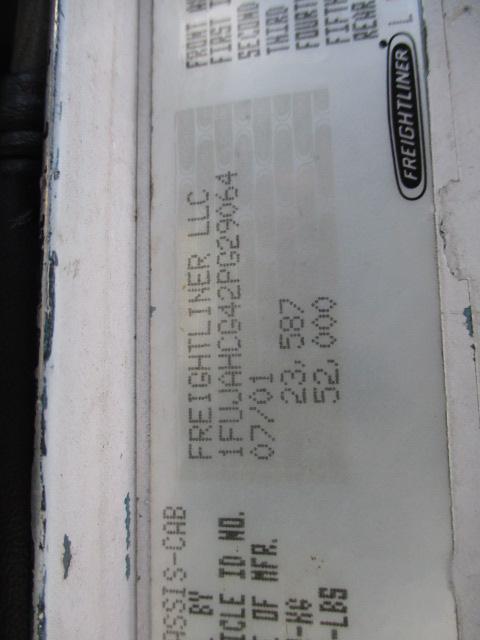 ASSIS-CAB
BY FREIGHTLINER LLC FRONT
ICLE ID NO. 1FUJAHCG42PG29064 FIRST
E OF MFR. 07/01 SECOND
-KG 23,587 THIRD
-LBS 52,000 FOURTH
FIFTH
REAR
FREIGHTLINER